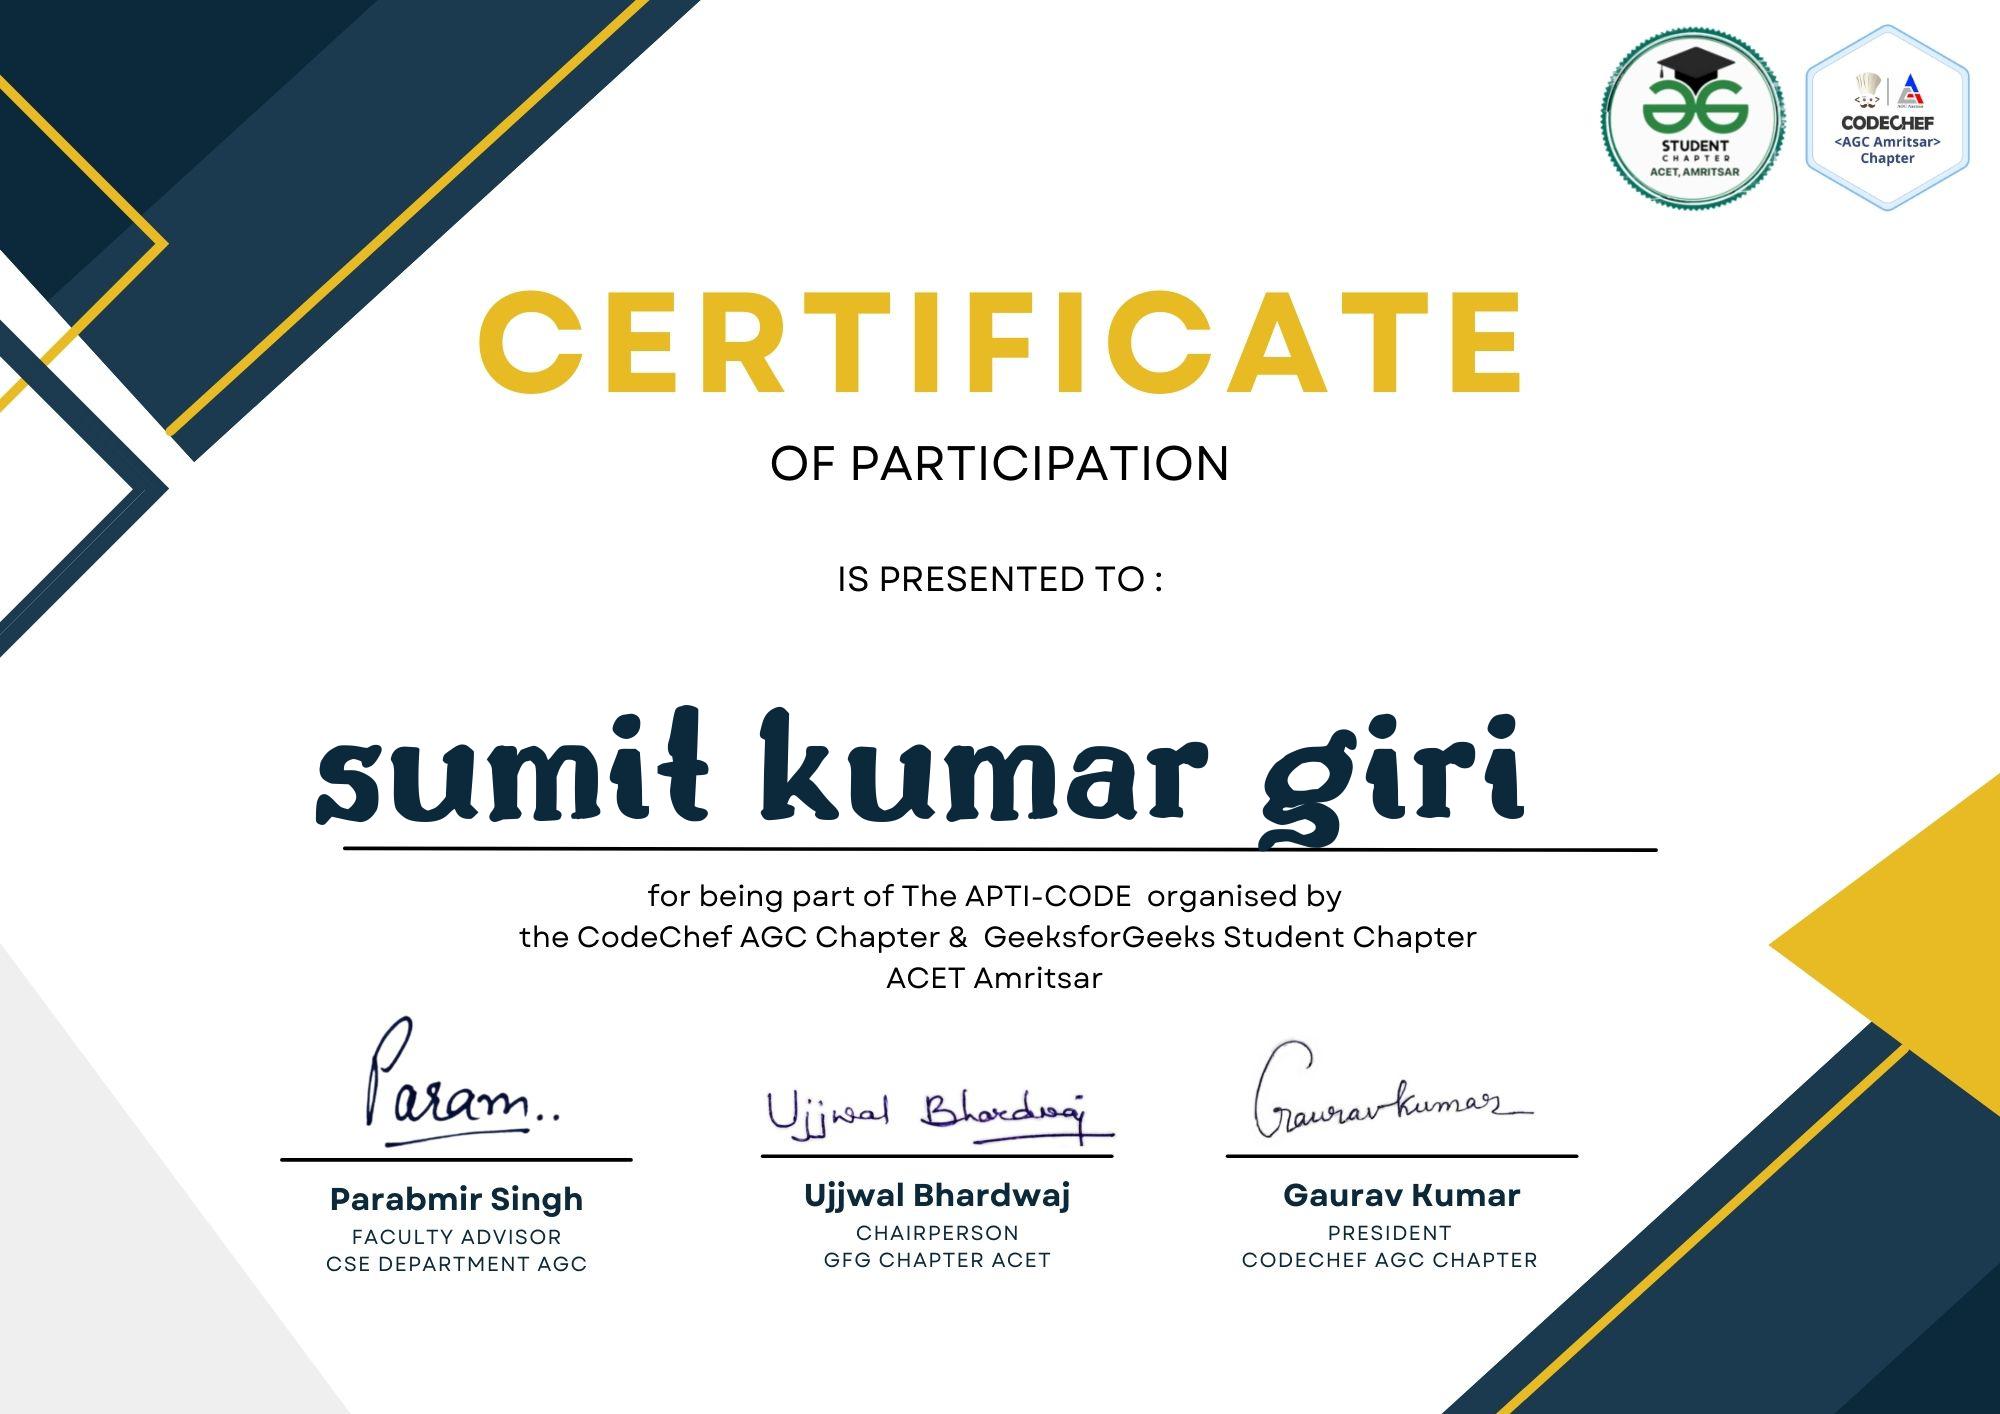 STUDENT
CHAPTER
ACET, AMRITSAR
CODECHEF
<AGC Amritsar>
Chapter
CERTIFICATE
OF PARTICIPATION
IS PRESENTED TO :
sumit kumar giri
for being part of The APTI-CODE organised by
the CodeChef AGC Chapter & GeeksforGeeks Student Chapter
ACET Amritsar
Param..
Ujjwal Bhardwaj
Gaurav kumar
Parabmir Singh
Ujjwal Bhardwaj
Gaurav Kumar
FACULTY ADVISOR
CHAIRPERSON
PRESIDENT
CSE DEPARTMENT AGC
GFG CHAPTER ACET
CODECHEF AGC CHAPTER